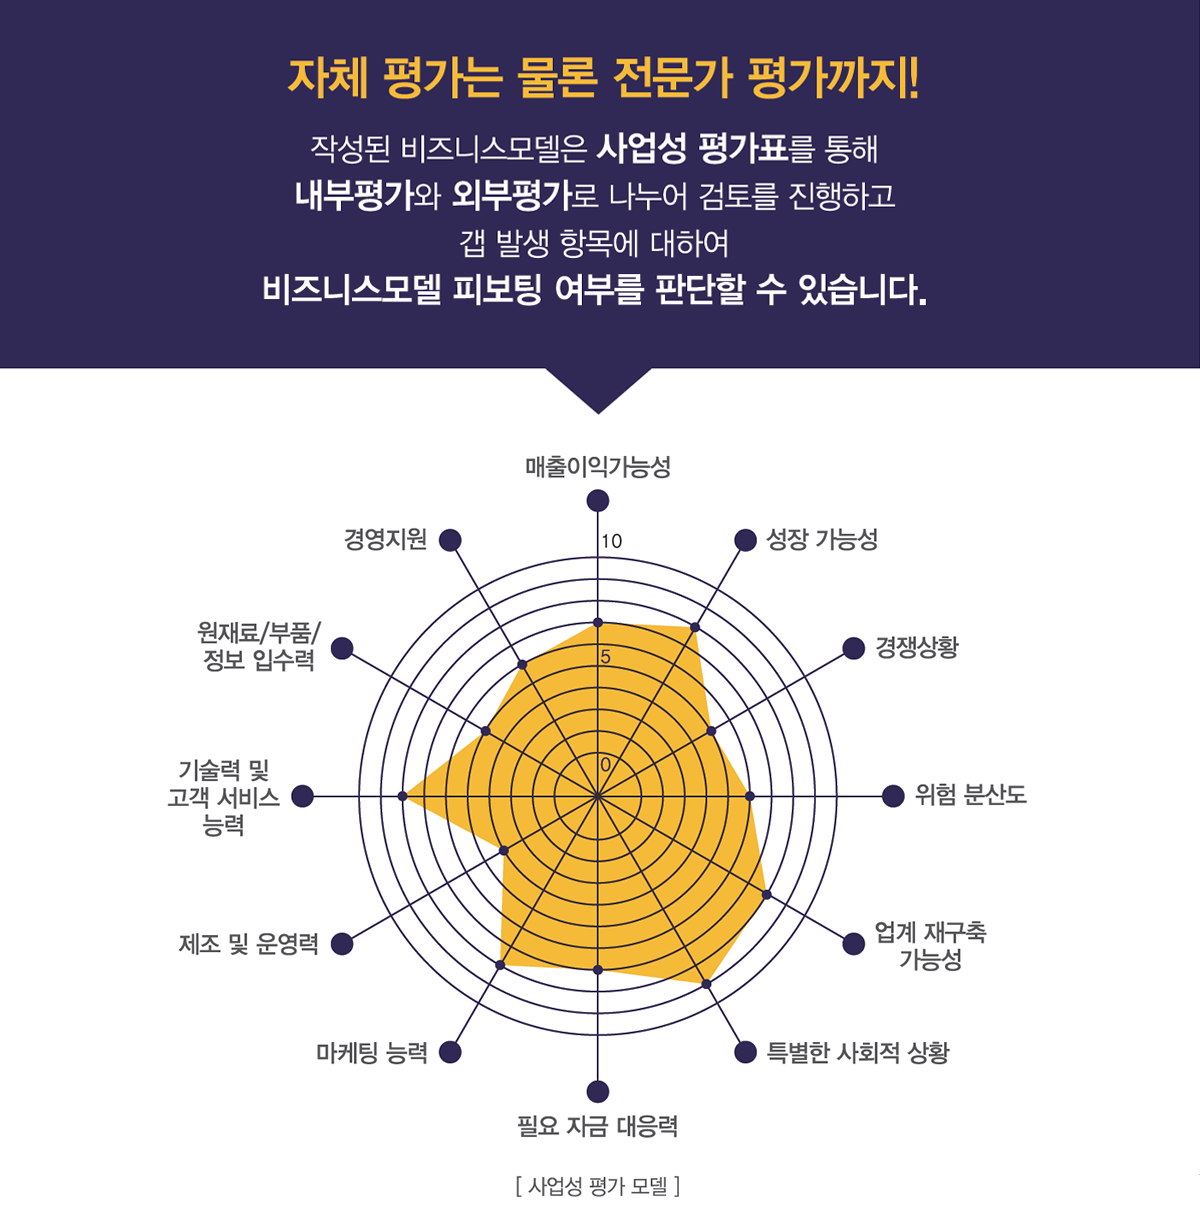 자체 평가는 물론 전문가 평가까지!
작성된 비즈니스모델은 사업성 평가표를 통해
내부평가와 외부평가로 나누어 검토를 진행하고
갭 발생 항목에 대하여
비즈니스모델 피보팅 여부를 판단할 수 있습니다.
매출이익가능성
경영지원
10
성장 가능성
원재료/부품/
정보 입수력
5
경쟁상황
기술력 및
고객 서비스
능력
0
위험 분산도
제조 및 운영력
업계 재구축
가능성
마케팅 능력
특별한 사회적 상황
필요 자금 대응력
[ 사업성 평가 모델 ]